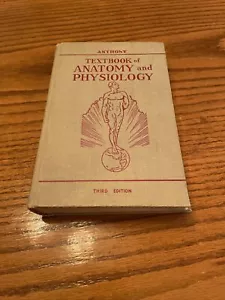 ANTHONY
TEXTBOOK of
ANATOMY and
PHYSIOLOGY
THIRD EDITION